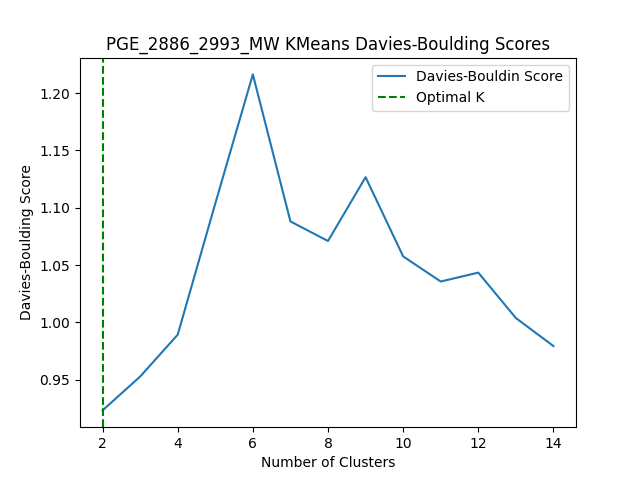 PGE_2886_2993_MW KMeans Davies-Boulding Scores
Davies-Bouldin Score
Optimal K
Davies-Boulding Score
1.20
1.15
1.10
1.05
1.00
0.95
2 4 6 8 10 12 14
Number of Clusters